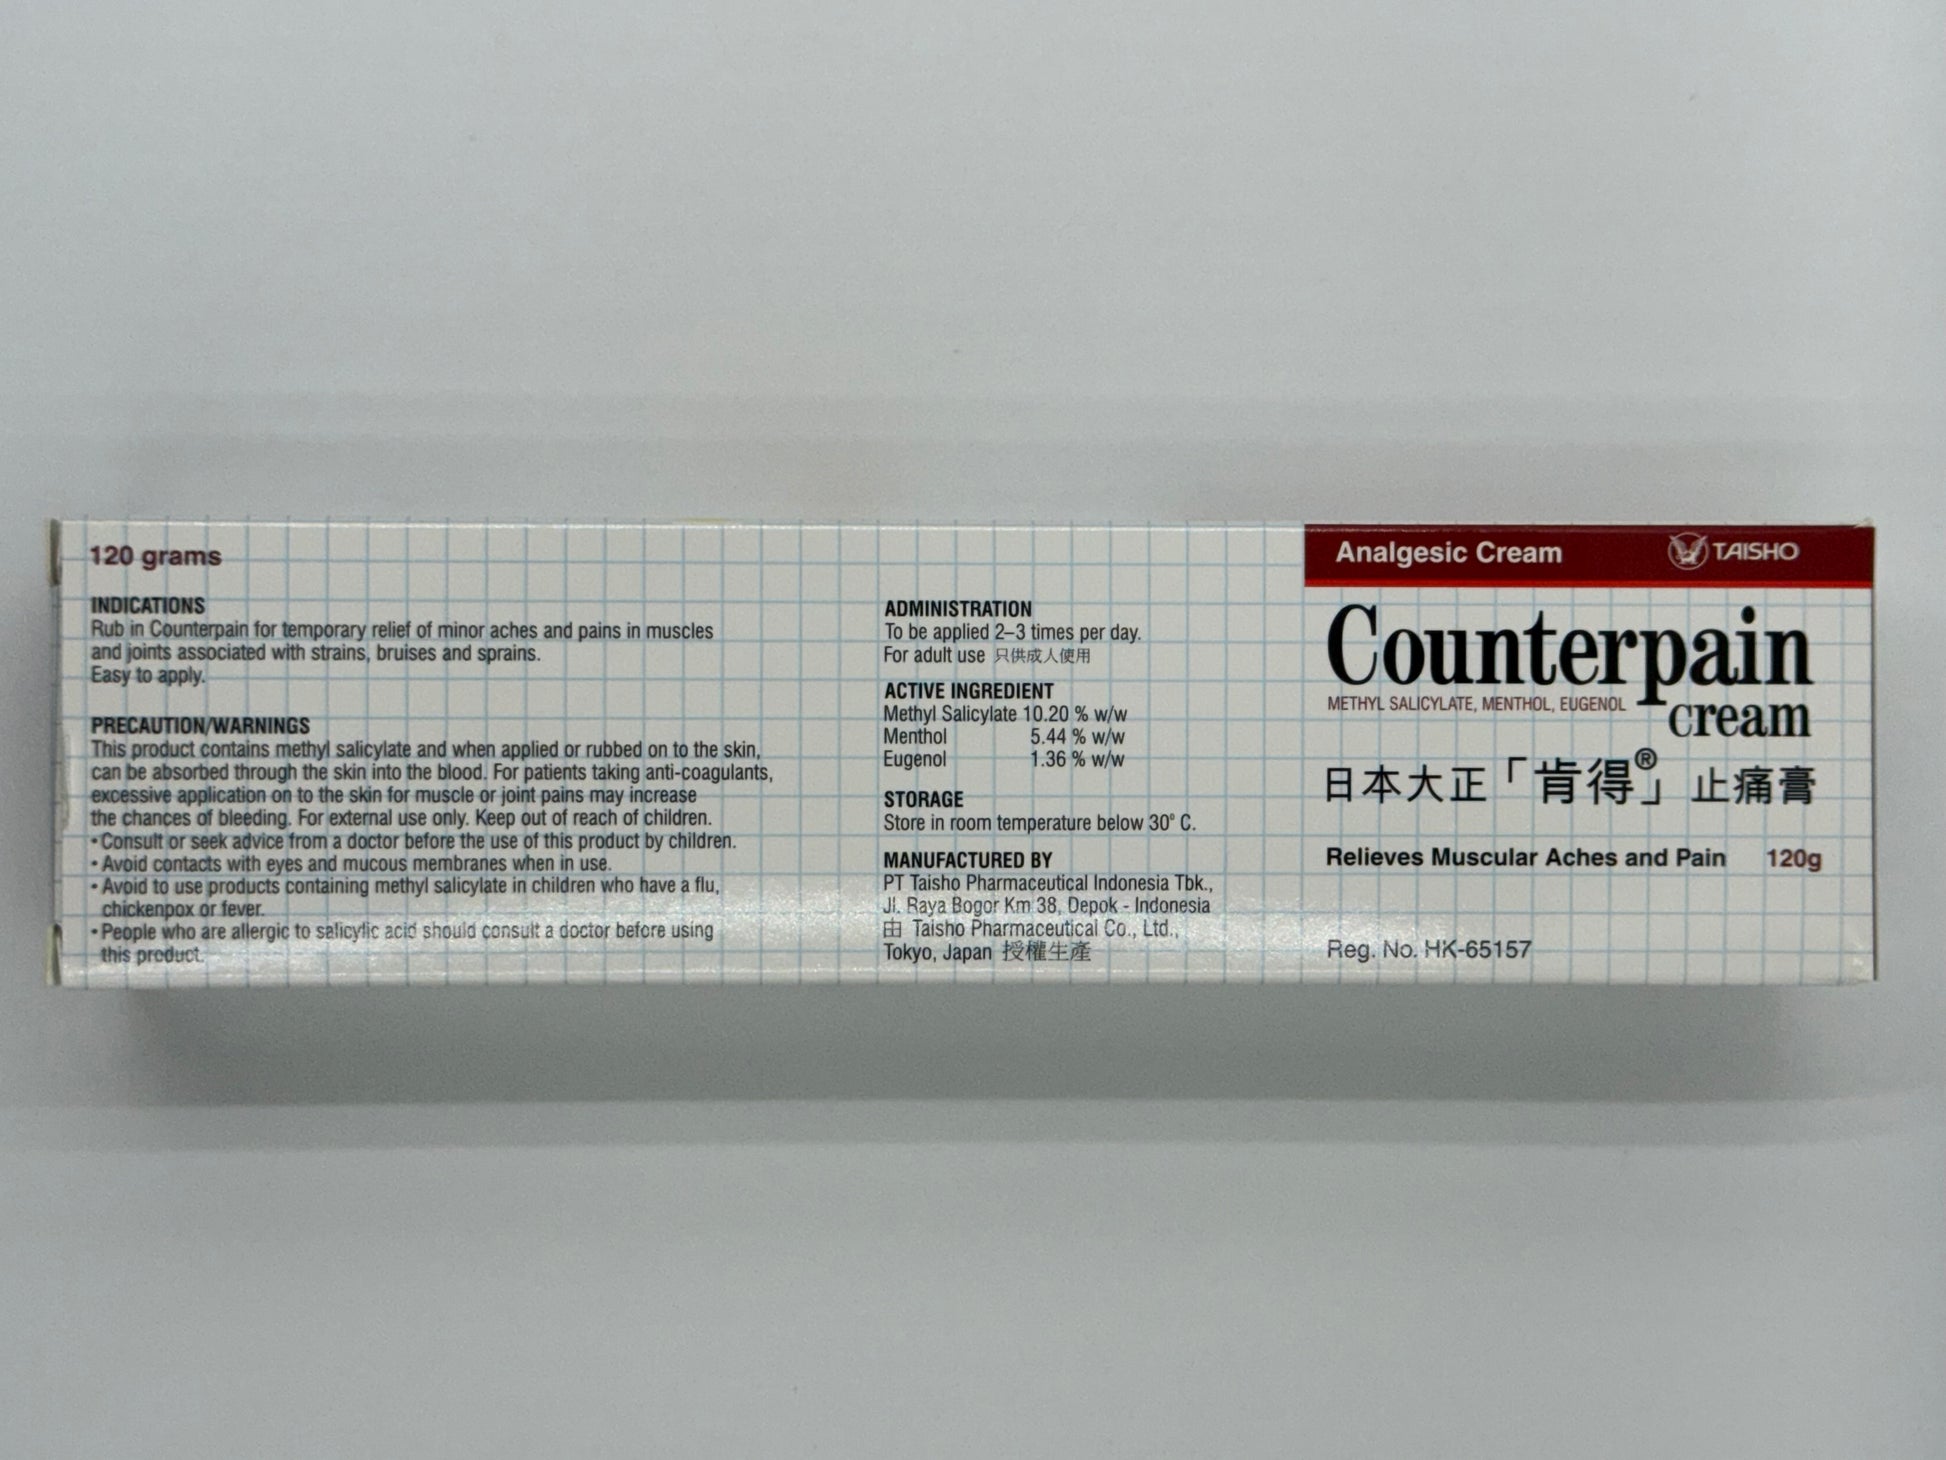 120 grams
INDICATIONS
Rub in Counterpain for temporary relief of minor aches and pains in muscles
and joints associated with strains, bruises and sprains.
Easy to apply.
PRECAUTION/WARNINGS
This product contains methyl salicylate and when applied or rubbed on to the skin,
can be absorbed through the skin into the blood. For patients taking anti-coagulants,
excessive application on to the skin for muscle or joint pains may increase
the chances of bleeding. For external use only. Keep out of reach of children.
• Consult or seek advice from a doctor before the use of this product by children.
• Avoid contacts with eyes and mucous membranes when in use.
• Avoid to use products containing methyl salicylate in children who have a flu,
chickenpox or fever.
• People who are allergic to salicylic acid should consult a doctor before using
this product.
ADMINISTRATION
To be applied 2–3 times per day.
For adult use 只供成人使用
ACTIVE INGREDIENT
Methyl Salicylate 10.20 % w/w
Menthol 5.44 % w/w
Eugenol 1.36 % w/w
STORAGE
Store in room temperature below 30° C.
MANUFACTURED BY
PT Taisho Pharmaceutical Indonesia Tbk.,
Jl. Raya Bogor Km 38, Depok - Indonesia
由 Taisho Pharmaceutical Co., Ltd.,
Tokyo, Japan 授權生產
Analgesic Cream TAISHO
Counterpain
METHYL SALICYLATE, MENTHOL, EUGENOL
cream
日本大正「肯得®」止痛膏
Relieves Muscular Aches and Pain 120g
Reg. No. HK-65157